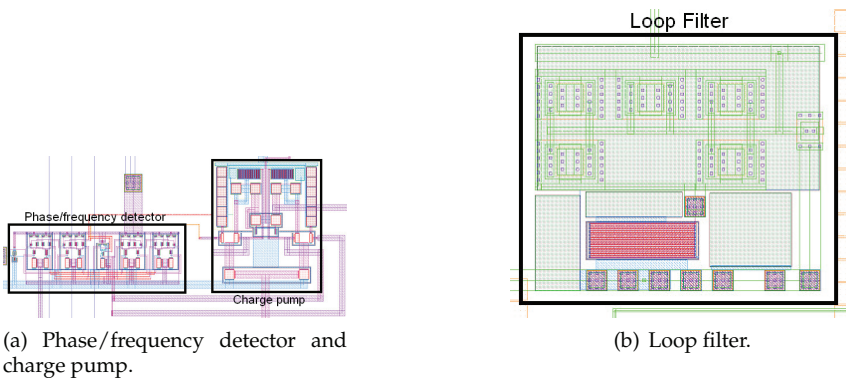 Loop Filter
Phase/frequency detector
Charge pump
(a) Phase/frequency detector and
charge pump.
(b) Loop filter.